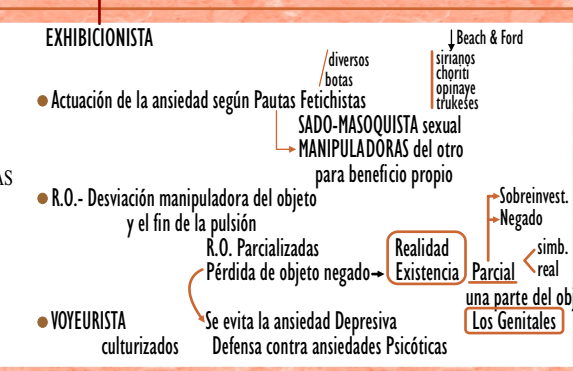 EXHIBICIONISTA
Beach & Ford
diversos
botas
sirianos
choriti
opinaye
trukeses
Actuación de la ansiedad según Pautas Fetichistas
SADO-MASOQUISTA sexual
MANIPULADORAS del otro
para beneficio propio
AS
R.O.- Desviación manipuladora del objeto
y el fin de la pulsión
Sobreinvest.
Negado
R.O. Parcializadas
Realidad
simb.
Pérdida de objeto negado
Existencia
Parcial
real
una parte del obj
VOYEURISTA
Se evita la ansiedad Depresiva
Los Genitales
culturizados
Defensa contra ansiedades Psicóticas